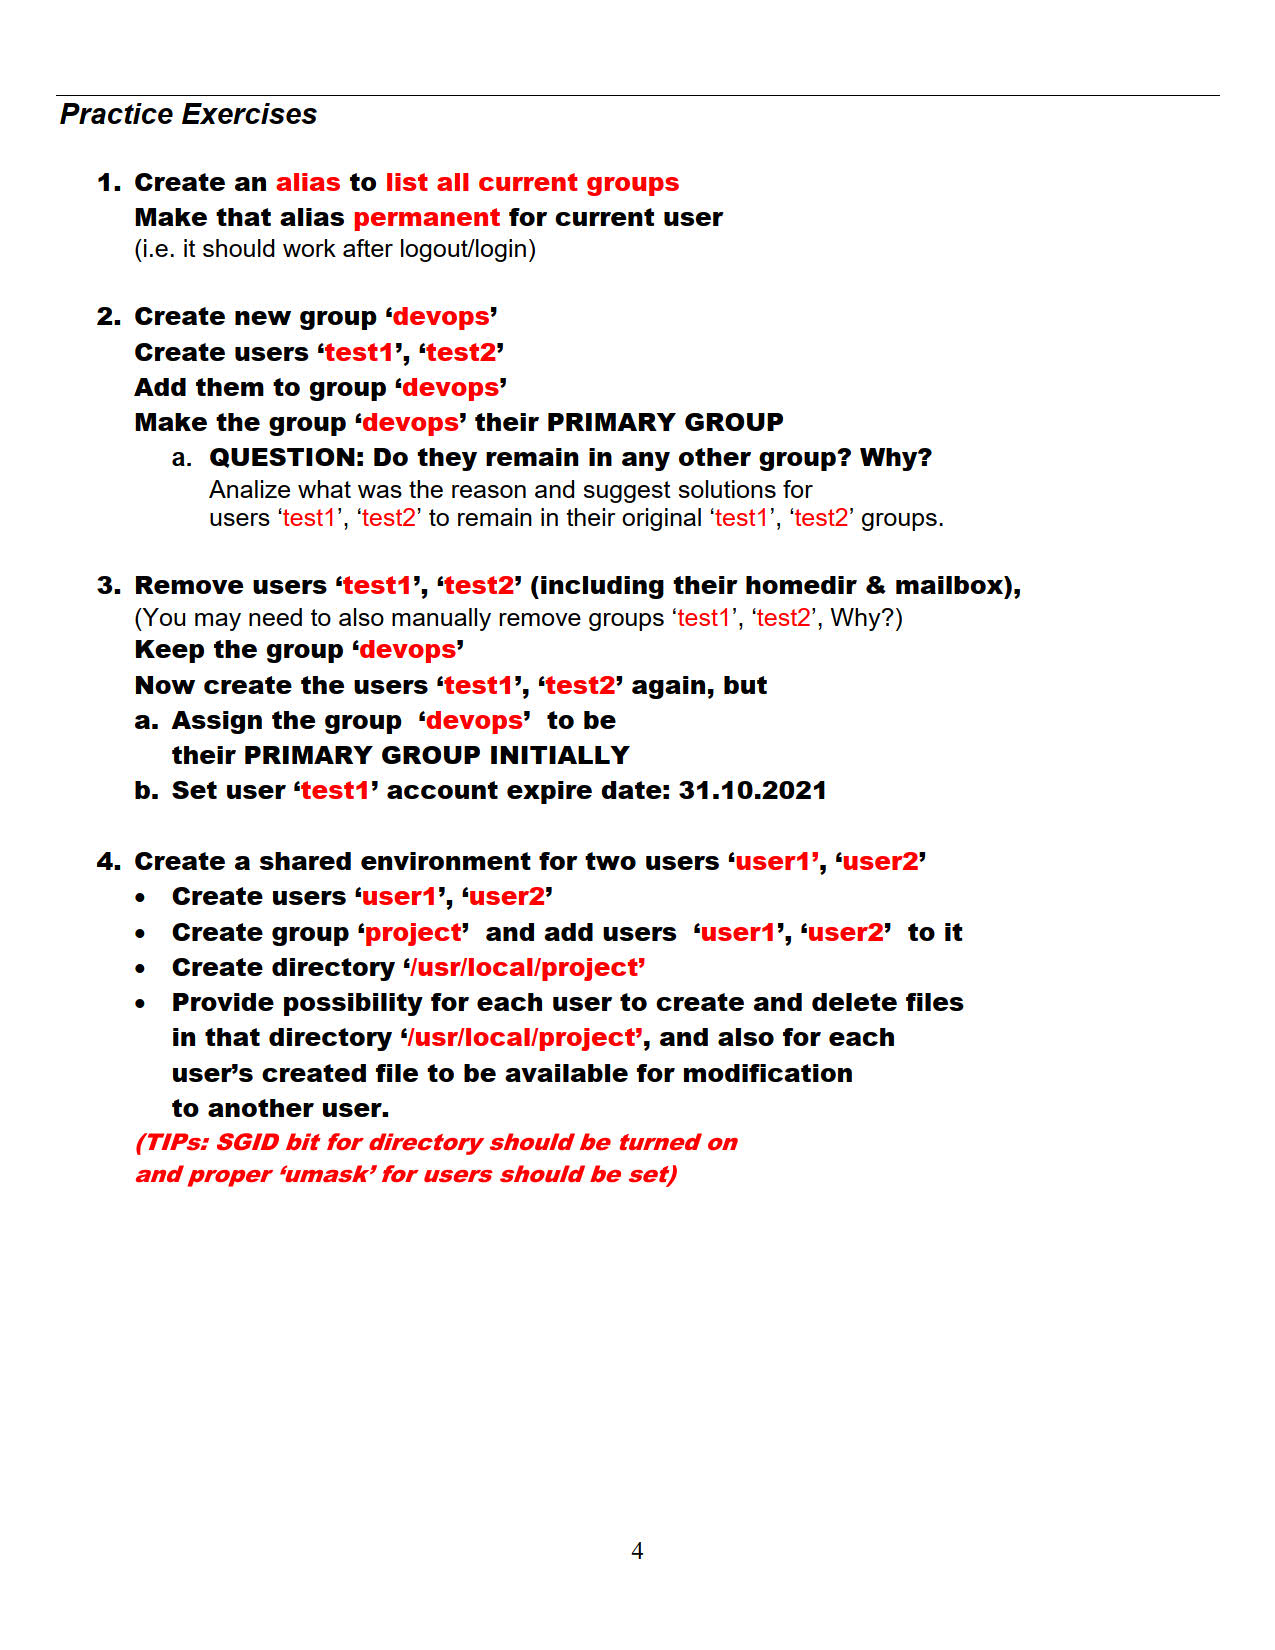 Practice Exercises
1. Create an alias to list all current groups
Make that alias permanent for current user
(i.e. it should work after logout/login)
2. Create new group ‘devops’
Create users ‘test1’, ‘test2’
Add them to group ‘devops’
Make the group ‘devops’ their PRIMARY GROUP
a. QUESTION: Do they remain in any other group? Why?
Analize what was the reason and suggest solutions for
users ‘test1’, ‘test2’ to remain in their original ‘test1’, ‘test2’ groups.
3. Remove users ‘test1’, ‘test2’ (including their homedir & mailbox),
(You may need to also manually remove groups ‘test1’, ‘test2’, Why?)
Keep the group ‘devops’
Now create the users ‘test1’, ‘test2’ again, but
a. Assign the group ‘devops’ to be
their PRIMARY GROUP INITIALLY
b. Set user ‘test1’ account expire date: 31.10.2021
4. Create a shared environment for two users ‘user1’, ‘user2’
• Create users ‘user1’, ‘user2’
• Create group ‘project’ and add users ‘user1’, ‘user2’ to it
• Create directory ‘/usr/local/project’
• Provide possibility for each user to create and delete files
in that directory ‘/usr/local/project’, and also for each
user’s created file to be available for modification
to another user.
(TIPs: SGID bit for directory should be turned on
and proper ‘umask’ for users should be set)
4